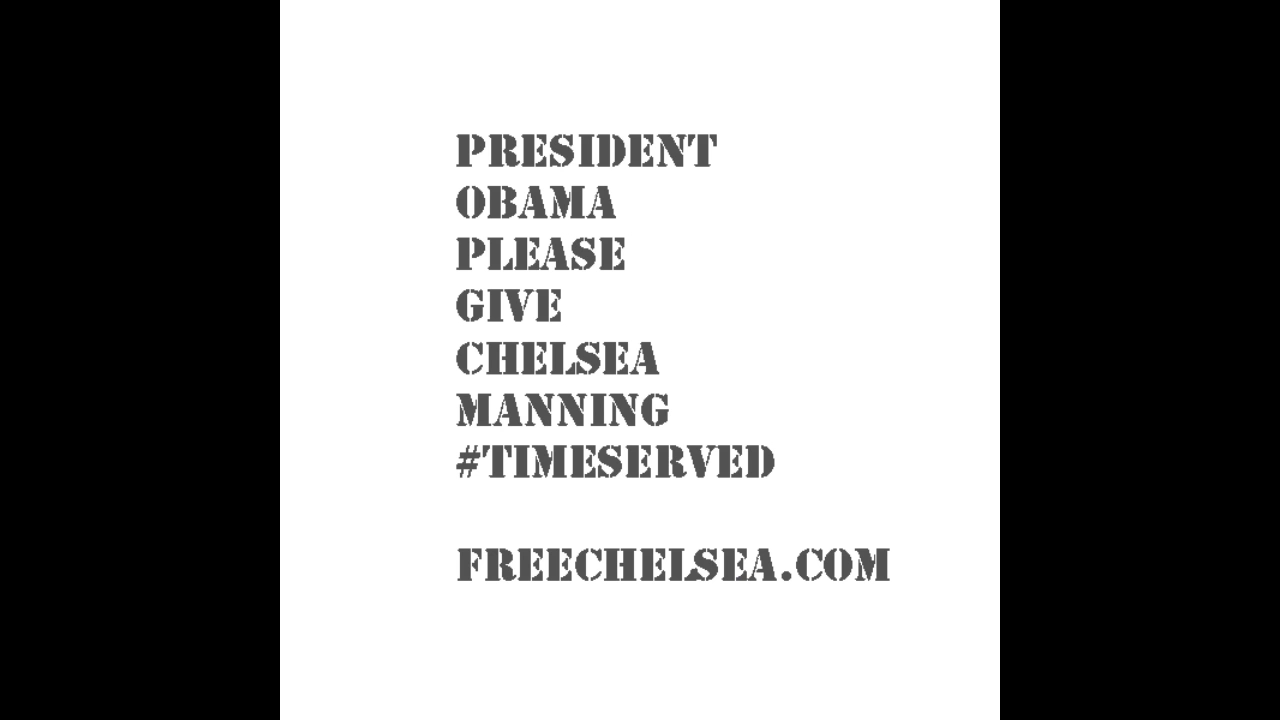 PRESIDENT
OBAMA
PLEASE
GIVE
CHELSEA
MANNING
#TIMESERVED
FREECHELSEA.COM